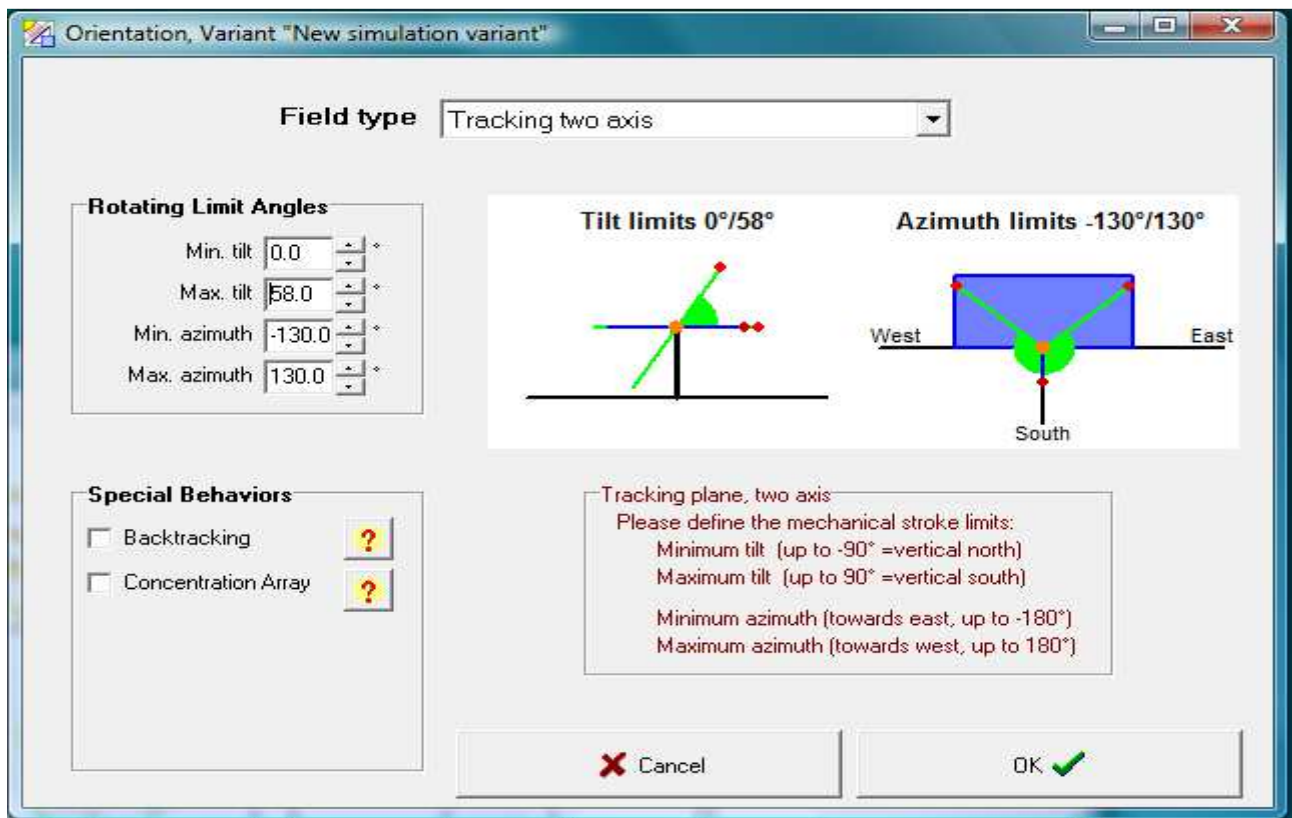 Orientation, Variant "New simulation variant"
Field type
Tracking two axis
Rotating Limit Angles
Min. tilt 0.0 °
Max. tilt 58.0 °
Min. azimuth -130.0 °
Max. azimuth 130.0 °
Tilt limits 0°/58°
Azimuth limits -130°/130°
West
East
South
Special Behaviors
Backtracking ?
Concentration Array ?
Tracking plane, two axis
Please define the mechanical stroke limits:
Minimum tilt (up to -90° =vertical north)
Maximum tilt (up to 90° =vertical south)
Minimum azimuth (towards east, up to -180°)
Maximum azimuth (towards west, up to 180°)
Cancel
OK